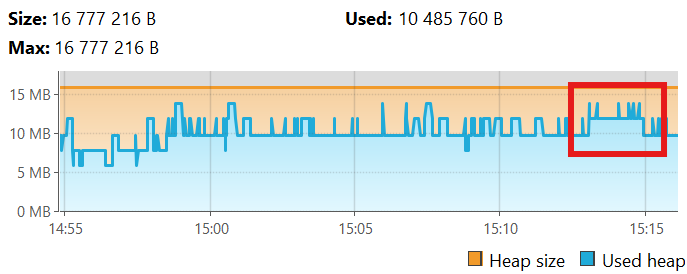 Size: 16 777 216 B Used: 10 485 760 B
Max: 16 777 216 B
15 MB
10 MB
5 MB
0 MB
14:55 15:00 15:05 15:10 15:15
Heap size Used heap